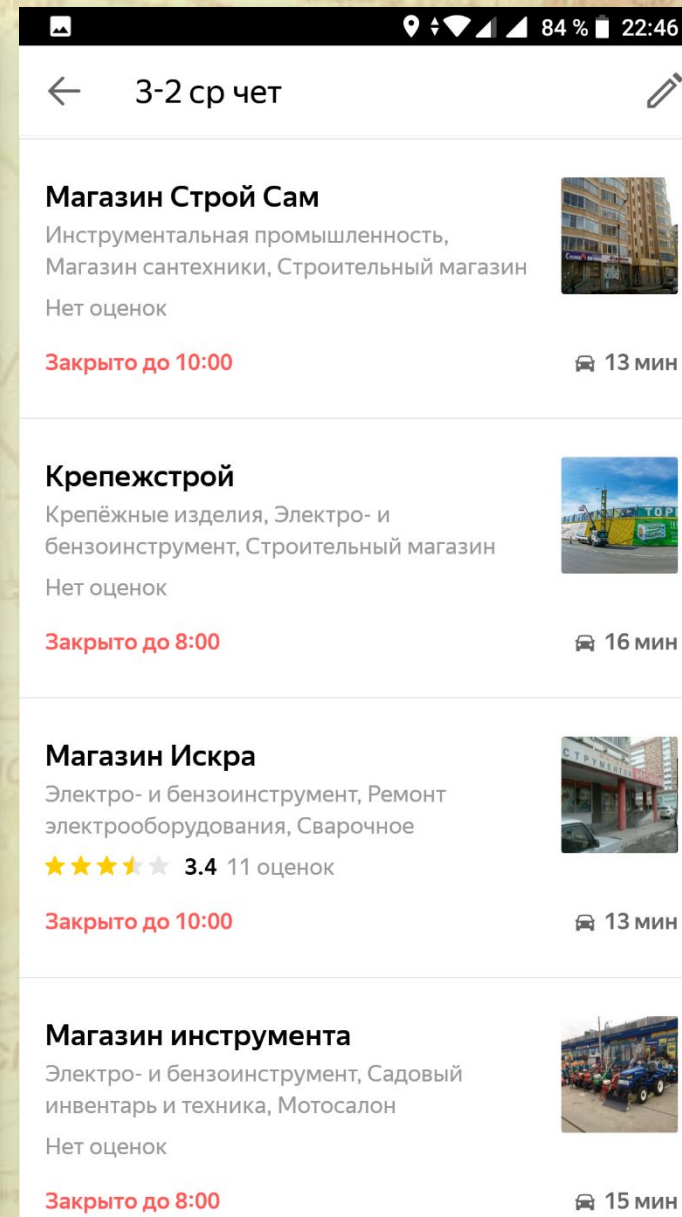 84 % 22:46
3-2 ср чет
Магазин Строй Сам
Инструментальная промышленность,
Магазин сантехники, Строительный магазин
Нет оценок
Закрыто до 10:00
13 мин
Крепежстрой
Крепёжные изделия, Электро- и
бензоинструмент, Строительный магазин
Нет оценок
Закрыто до 8:00
16 мин
Магазин Искра
Электро- и бензоинструмент, Ремонт
электрооборудования, Сварочное
3.4 11 оценок
Закрыто до 10:00
13 мин
Магазин инструмента
Электро- и бензоинструмент, Садовый
инвентарь и техника, Мотосалон
Нет оценок
Закрыто до 8:00
15 мин